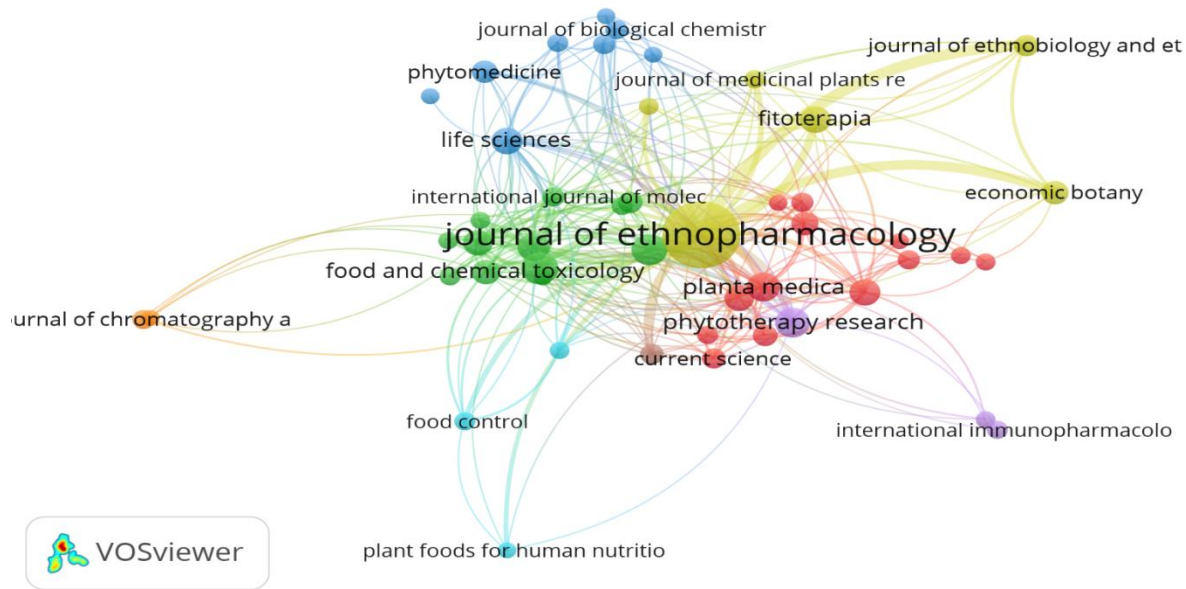 journal of biological chemistr
journal of ethnobiology and et
phytomedicine
journal of medicinal plants re
fitoterapia
life sciences
international journal of molec
economic botany
journal of ethnopharmacology
food and chemical toxicology
planta medica
urnal of chromatography a
phytotherapy research
current science
food control
international immunopharmacolo
plant foods for human nutritio
VOSviewer